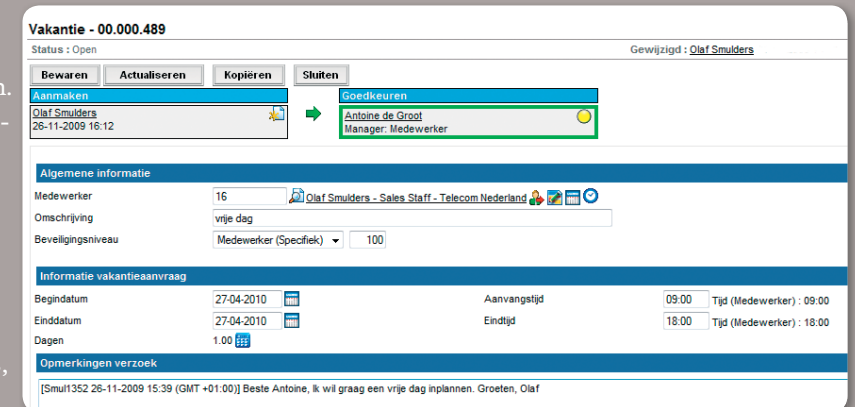 Vakantie - 00.000.489
Status : Open Gewijzigd : Olaf Smulders
Bewaren Actualiseren Kopiëren Sluiten
Aanmaken Goedkeuren
Olaf Smulders Antoine de Groot
26-11-2009 16:12 Manager: Medewerker
Algemene informatie
Medewerker 16 Olaf Smulders - Sales Staff - Telecom Nederland
Omschrijving vrije dag
Beveiligingsniveau Medewerker (Specifiek) 100
Informatie vakantieaanvraag
Begindatum 27-04-2010 Aanvangstijd 09:00 Tijd (Medewerker) : 09:00
Einddatum 27-04-2010 Eindtijd 18:00 Tijd (Medewerker) : 18:00
Dagen 1.00
Opmerkingen verzoek
[Smul1352 26-11-2009 15:39 (GMT +01:00)] Beste Antoine, Ik wil graag een vrije dag inplannen. Groeten, Olaf